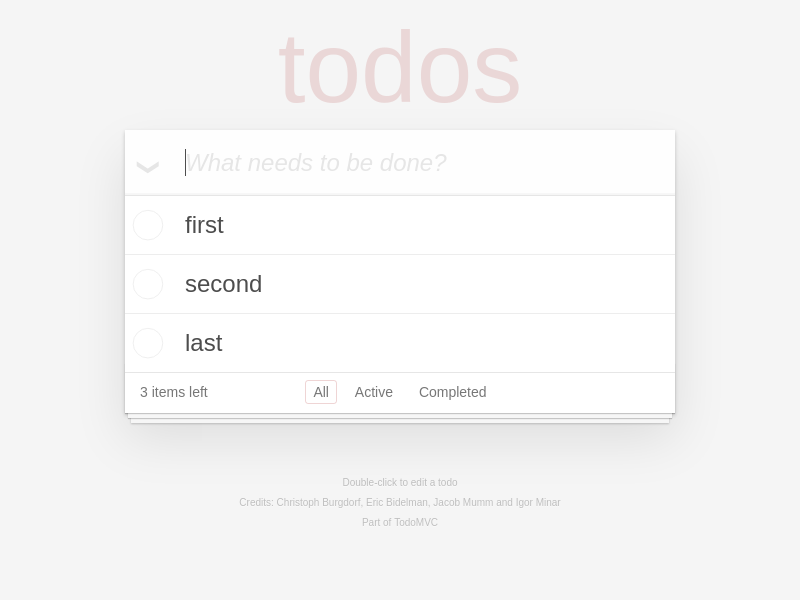 todos
What needs to be done?
first
second
last
3 items left All Active Completed
Double-click to edit a todo
Credits: Christoph Burgdorf, Eric Bidelman, Jacob Mumm and Igor Minar
Part of TodoMVC